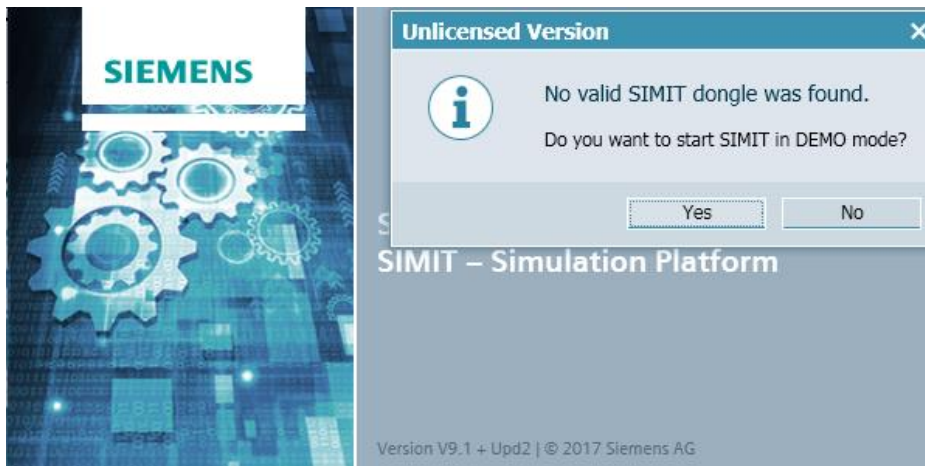 SIEMENS
Unlicensed Version
No valid SIMIT dongle was found.
Do you want to start SIMIT in DEMO mode?
Yes No
SIMIT – Simulation Platform
Version V9.1 + Upd2 | © 2017 Siemens AG